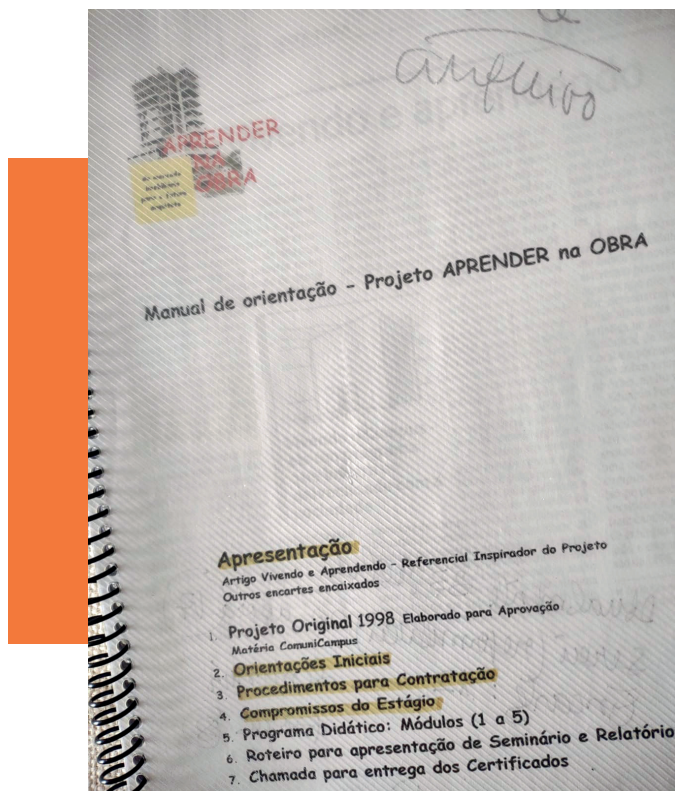 arquivo
APRENDER
NA
OBRA
do mercado
Manual de orientação - Projeto APRENDER na OBRA
Apresentação
Artigo Vivendo e Aprendendo - Referencial Inspirador do Projeto
Outros encartes encaixados
1. Projeto Original 1998 Elaborado para Aprovação
Matéria ComuniCampus
2. Orientações Iniciais
3. Procedimentos para Contratação
4. Compromissos do Estágio
5. Programa Didático: Módulos (1 a 5)
6. Roteiro para apresentação de Seminário e Relatório
7. Chamada para entrega dos Certificados